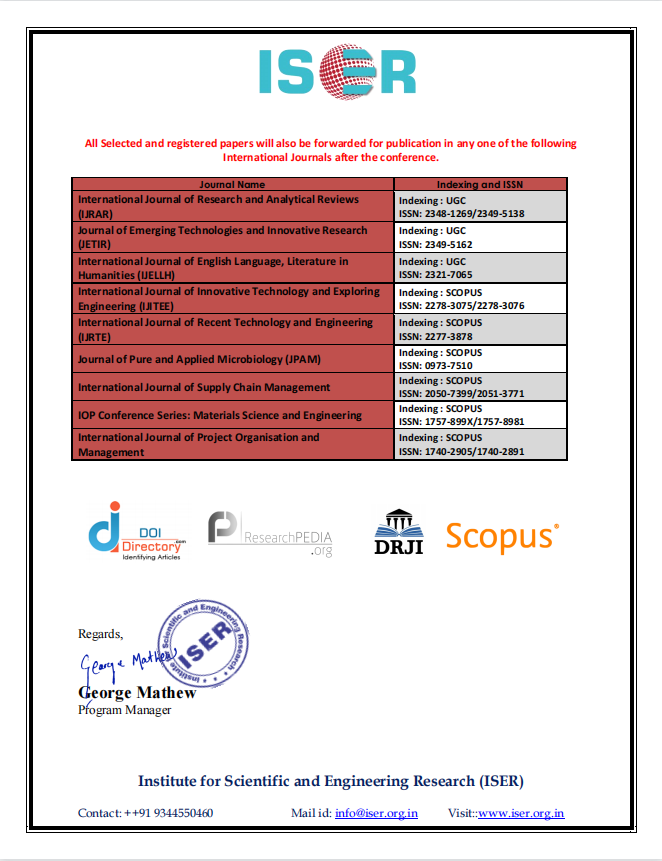 ISER
All Selected and registered papers will also be forwarded for publication in any one of the following
International Journals after the conference.
Journal Name
Indexing and ISSN
International Journal of Research and Analytical Reviews
(IJRAR)
Indexing : UGC
ISSN: 2348-1269/2349-5138
Journal of Emerging Technologies and Innovative Research
(JETIR)
Indexing : UGC
ISSN: 2349-5162
International Journal of English Language, Literature in
Humanities (IJELLH)
Indexing : UGC
ISSN: 2321-7065
International Journal of Innovative Technology and Exploring
Engineering (IJITEE)
Indexing : SCOPUS
ISSN: 2278-3075/2278-3076
International Journal of Recent Technology and Engineering
(IJRTE)
Indexing : SCOPUS
ISSN: 2277-3878
Journal of Pure and Applied Microbiology (JPAM)
Indexing : SCOPUS
ISSN: 0973-7510
International Journal of Supply Chain Management
Indexing : SCOPUS
ISSN: 2050-7399/2051-3771
IOP Conference Series: Materials Science and Engineering
Indexing : SCOPUS
ISSN: 1757-899X/1757-8981
International Journal of Project Organisation and
Management
Indexing : SCOPUS
ISSN: 1740-2905/1740-2891
di DOI
Directory.com
Identifying Articles
ResearchPEDIA
.org
DRJI
Scopus®
Regards,
George Mathew
Institute Scientific and Engineering Research
ISER
George Mathew
Program Manager
Institute for Scientific and Engineering Research (ISER)
Contact: ++91 9344550460 Mail id: info@iser.org.in Visit::www.iser.org.in